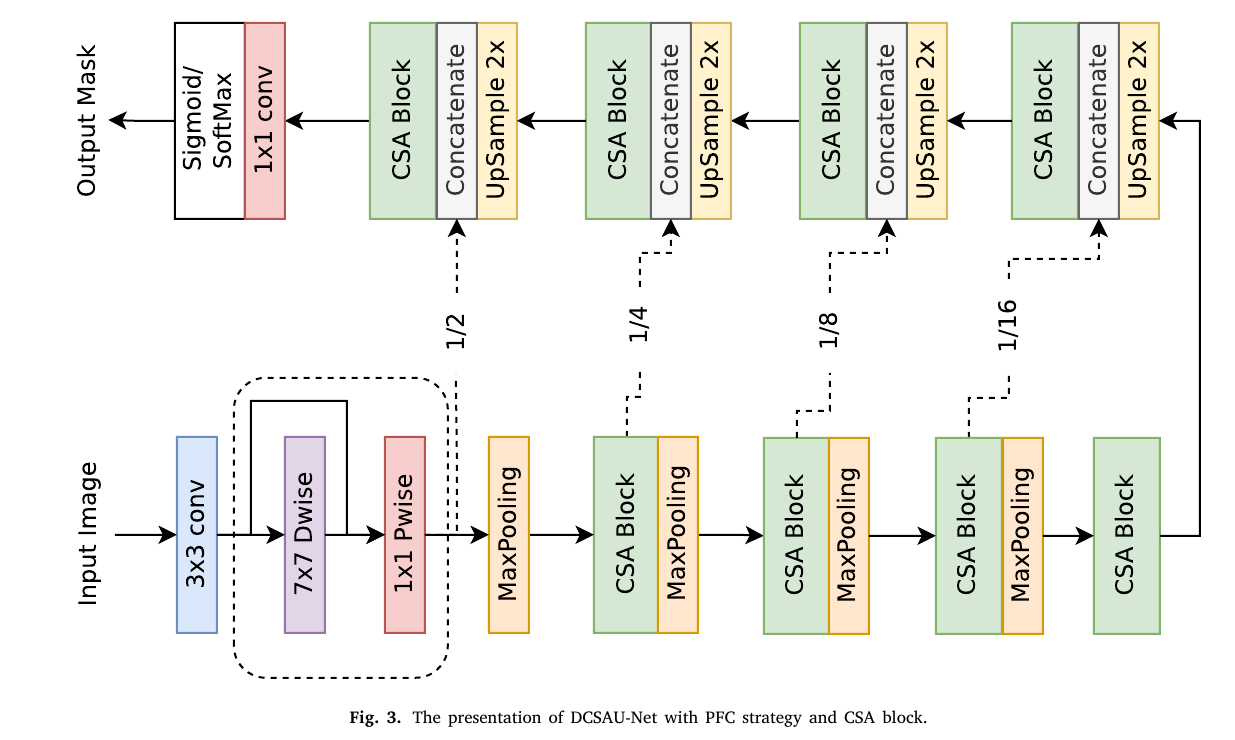 Output Mask
Sigmoid/
SoftMax
1x1 conv
CSA Block
Concatenate
UpSample 2x
CSA Block
Concatenate
UpSample 2x
CSA Block
Concatenate
UpSample 2x
CSA Block
Concatenate
UpSample 2x
1/2
1/4
1/8
1/16
Input Image
3x3 conv
7x7 Dwise
1x1 Pwise
MaxPooling
CSA Block
MaxPooling
CSA Block
MaxPooling
CSA Block
MaxPooling
CSA Block
Fig. 3. The presentation of DCSAU-Net with PFC strategy and CSA block.